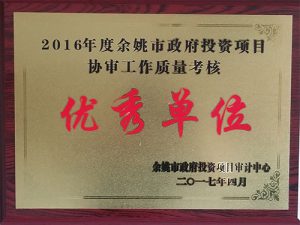 2016年度余姚市政府投资项目
协审工作质量考核
优秀单位
余姚市政府投资项目审计中心
二〇一七年四月